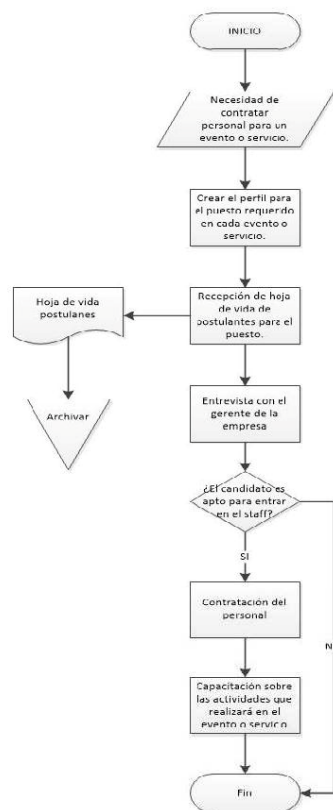 INICIO
Necesidad de
contratar
personal para un
evento o servicio.
Crear el perfil para
el puesto requerido
en cada evento o
servicio.
Hoja de vida
postulanes
Recepción de hoja
de vida de
postulantes para el
puesto.
Archivar
Entrevista con el
gerente de la
empresa
¿El candidato es
apto para entrar
en el staff?
SI
Contratación del
personal
N
Capacitación sobre
las actividades que
realizará en el
evento o servicio
Fin